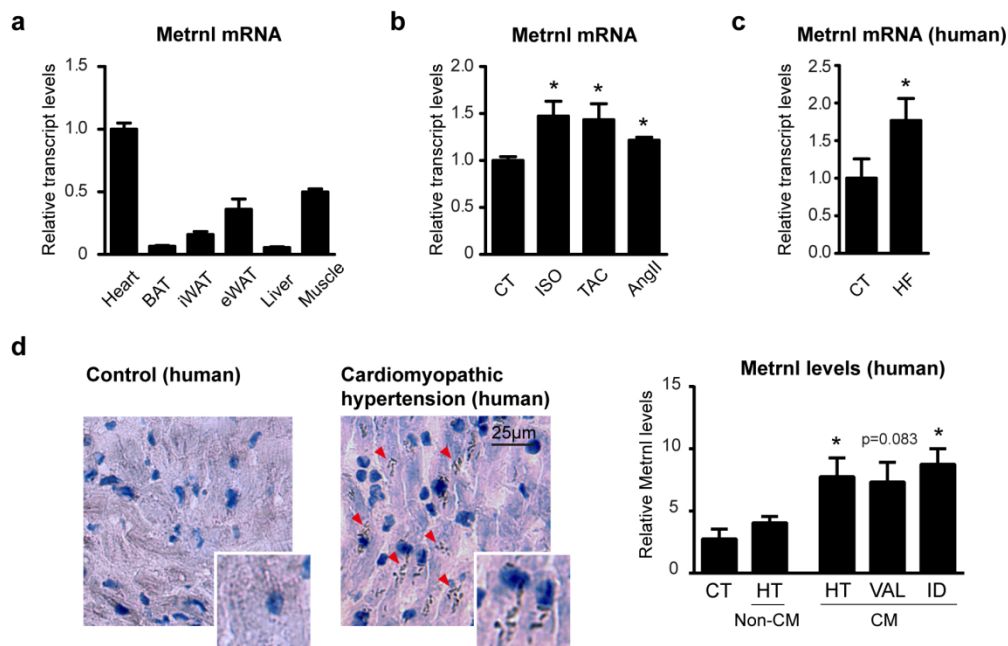 a
Metrnl mRNA
Relative transcript levels
1.5
1.0
0.5
0
Heart
BAT
iWAT
eWAT
Liver
Muscle
b
Metrnl mRNA
Relative transcript levels
2.0
1.5
1.0
0.5
0
* * *
CT
ISO
TAC
AngII
c
Metrnl mRNA (human)
Relative transcript levels
2.5
2.0
1.5
1.0
0.5
0.0
*
CT
HF
d
Control (human)
Cardiomyopathic
hypertension (human)
25µm
Metrnl levels (human)
Relative Metrnl levels
15
10
5
0
* p=0.083 *
CT HT HT VAL ID
Non-CM CM